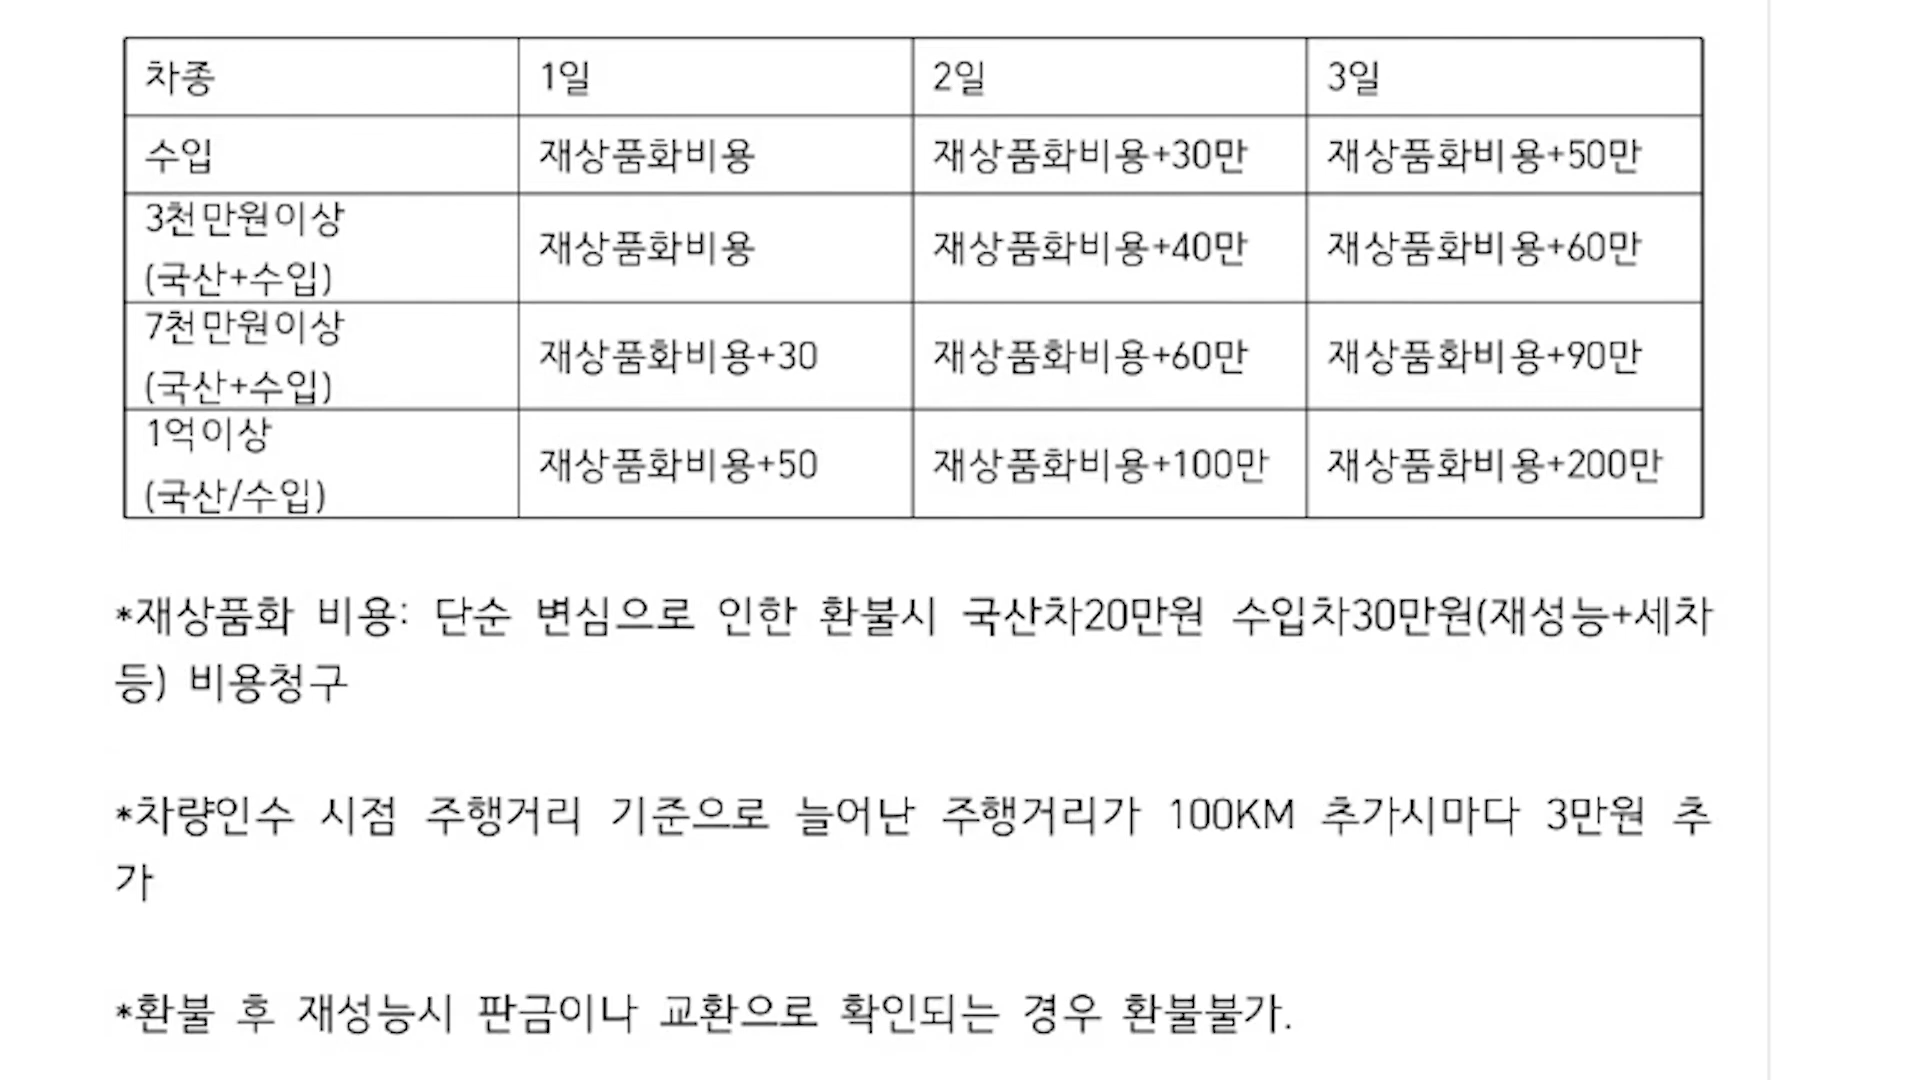 차종 1일 2일 3일
수입 재상품화비용 재상품화비용+30만 재상품화비용+50만
3천만원이상
(국산+수입) 재상품화비용 재상품화비용+40만 재상품화비용+60만
7천만원이상
(국산+수입) 재상품화비용+30 재상품화비용+60만 재상품화비용+90만
1억이상
(국산/수입) 재상품화비용+50 재상품화비용+100만 재상품화비용+200만
*재상품화 비용: 단순 변심으로 인한 환불시 국산차20만원 수입차30만원(재성능+세차
등) 비용청구
*차량인수 시점 주행거리 기준으로 늘어난 주행거리가 100KM 추가시마다 3만원 추
가
*환불 후 재성능시 판금이나 교환으로 확인되는 경우 환불불가.